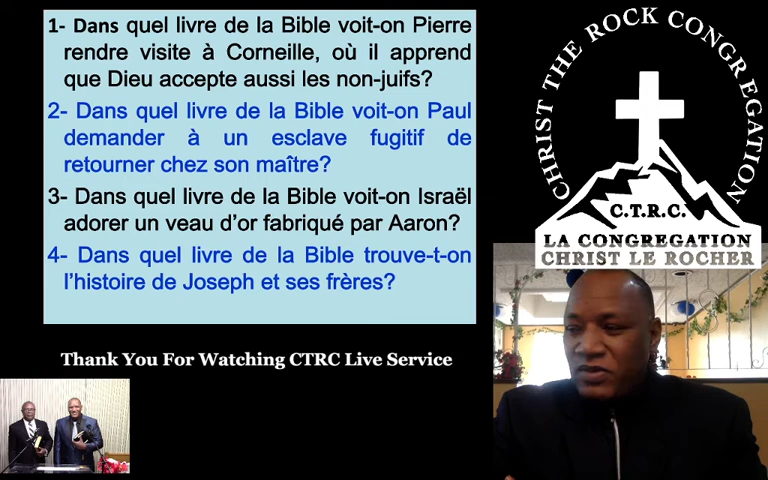 1- Dans quel livre de la Bible voit-on Pierre
rendre visite à Corneille, où il apprend
que Dieu accepte aussi les non-juifs?
2- Dans quel livre de la Bible voit-on Paul
demander à un esclave fugitif de
retourner chez son maître?
3- Dans quel livre de la Bible voit-on Israël
adorer un veau d'or fabriqué par Aaron?
4- Dans quel livre de la Bible trouve-t-on
l'histoire de Joseph et ses frères?
CHRIST THE ROCK CONGREGATION
C.T.R.C.
LA CONGREGATION
CHRIST LE ROCHER
Thank You For Watching CTRC Live Service